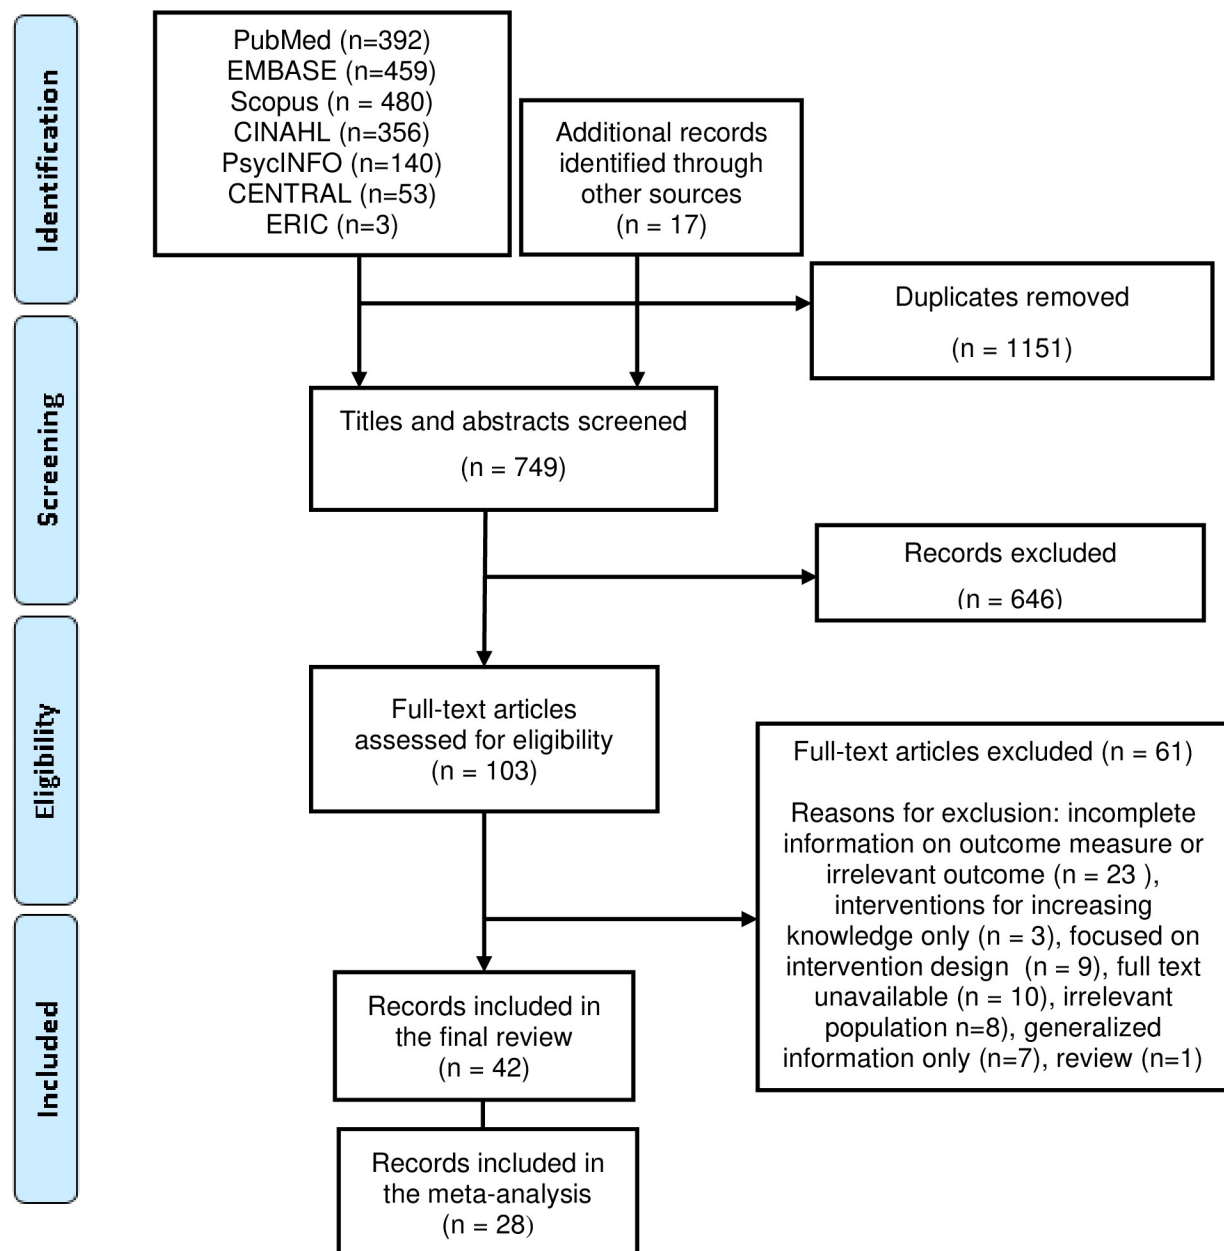 Identification
PubMed (n=392)
EMBASE (n=459)
Scopus (n = 480)
CINAHL (n=356)
PsycINFO (n=140)
CENTRAL (n=53)
ERIC (n=3)
Additional records
identified through
other sources
(n = 17)
Duplicates removed
(n = 1151)
Screening
Titles and abstracts screened
(n = 749)
Records excluded
(n = 646)
Eligibility
Full-text articles
assessed for eligibility
(n = 103)
Full-text articles excluded (n = 61)
Reasons for exclusion: incomplete
information on outcome measure or
irrelevant outcome (n = 23 ),
interventions for increasing
knowledge only (n = 3), focused on
intervention design (n = 9), full text
unavailable (n = 10), irrelevant
population n=8), generalized
information only (n=7), review (n=1)
Included
Records included in
the final review
(n = 42)
Records included in
the meta-analysis
(n = 28)